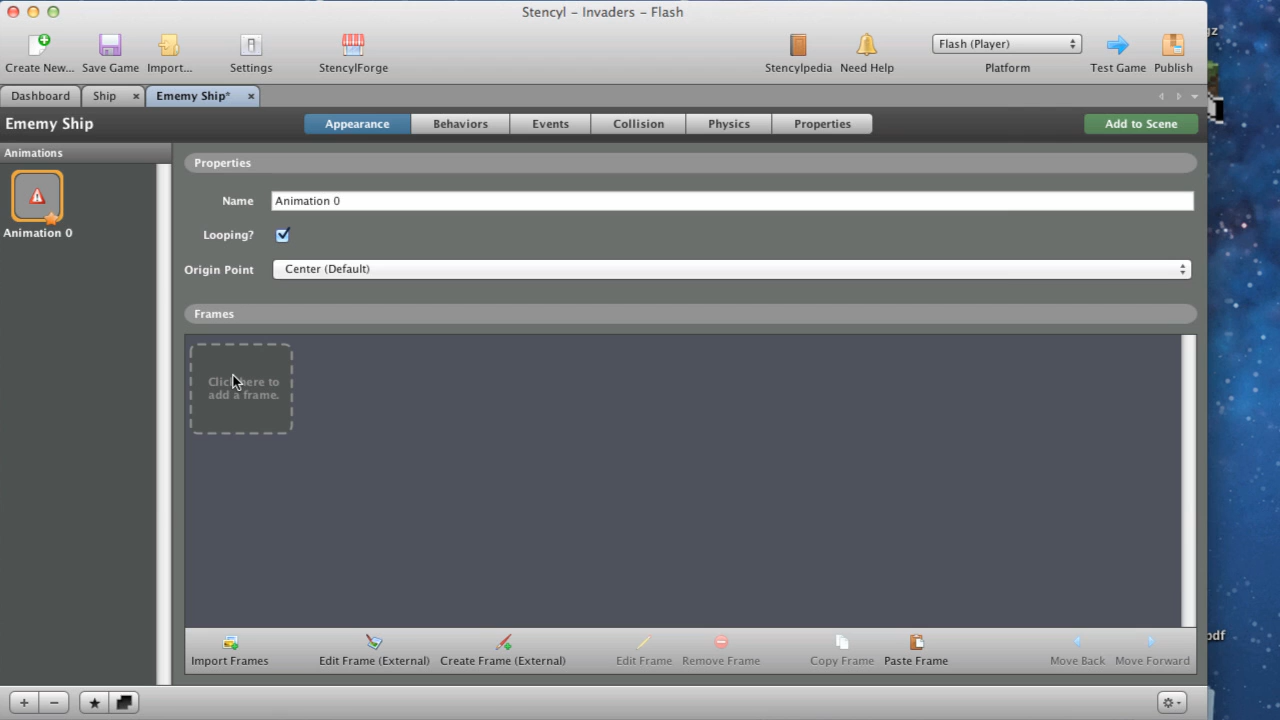 Stencyl – Invaders – Flash
Create New... Save Game Import... Settings StencylForge Stencylpedia Need Help Flash (Player) Platform Test Game Publish
Dashboard Ship Ememy Ship*
Ememy Ship Appearance Behaviors Events Collision Physics Properties Add to Scene
Animations
Animation 0
Properties
Name Animation 0
Looping?
Origin Point Center (Default)
Frames
Click here to
add a frame.
Import Frames Edit Frame (External) Create Frame (External) Edit Frame Remove Frame Copy Frame Paste Frame Move Back Move Forward
gz